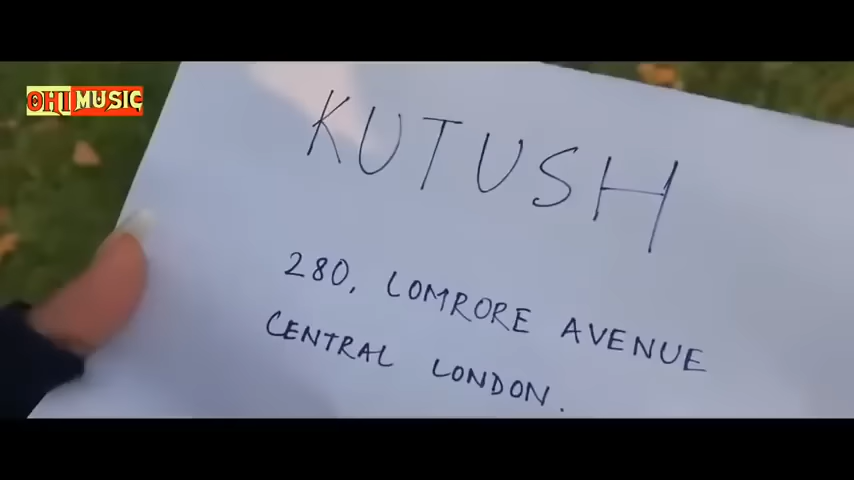 OHI MUSIC
KUTUSH
280, LOMRORE AVENUE
CENTRAL LONDON.